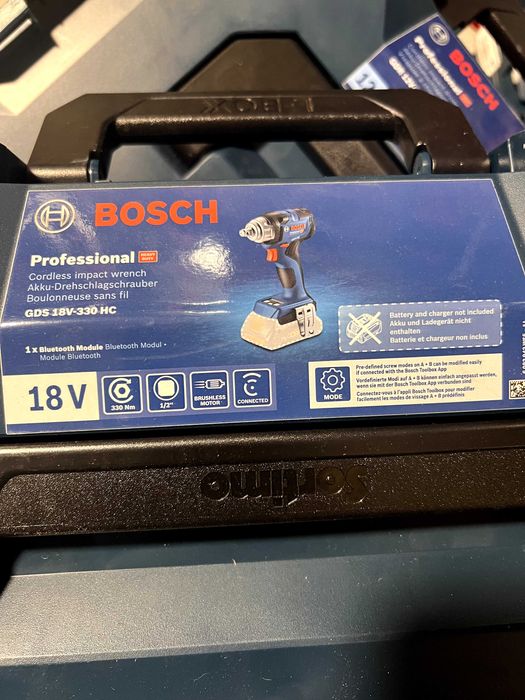 L-BOXX
BOSCH
Professional HEAVY DUTY
Cordless impact wrench
Akku-Drehschlagschrauber
Boulonneuse sans fil
GDS 18V-330 HC
1 x Bluetooth Module Bluetooth Modul •
Module Bluetooth
Battery and charger not included
Akku und Ladegerät nicht
enthalten
Batterie et chargeur non inclus
18 V
330 Nm
1/2"
BRUSHLESS
MOTOR
CONNECTED
MODE
Pre-defined screw modes on A + B can be modified easily
if connected with the Bosch Toolbox App
Vordefinierte Modi auf A + B können einfach angepasst werden,
wenn sie mit der Bosch Toolbox App verbunden sind
Connectez-vous à l'appli Bosch Toolbox pour modifier
facilement les modes de vissage A + B prédéfinis
Sortimo
BOSCH
Professional